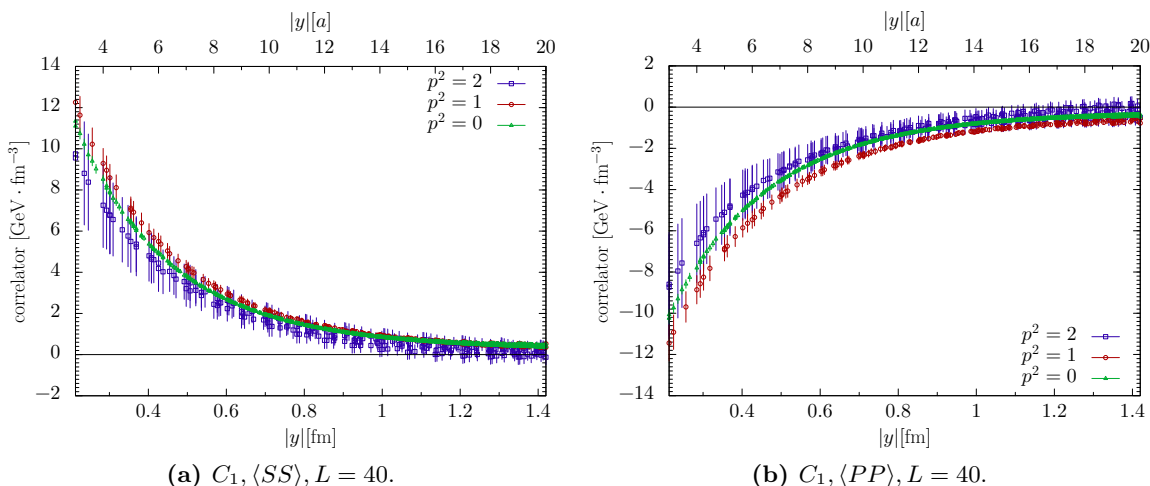 |y|[a]
4 6 8 10 12 14 16 18 20
14
12
10
8
6
4
2
0
−2
correlator [GeV · fm⁻³]
p² = 2
p² = 1
p² = 0
0.4 0.6 0.8 1 1.2 1.4
|y|[fm]
(a) C₁, ⟨SS⟩, L = 40.
|y|[a]
4 6 8 10 12 14 16 18 20
2
0
−2
−4
−6
−8
−10
−12
−14
correlator [GeV · fm⁻³]
p² = 2
p² = 1
p² = 0
0.4 0.6 0.8 1 1.2 1.4
|y|[fm]
(b) C₁, ⟨PP⟩, L = 40.